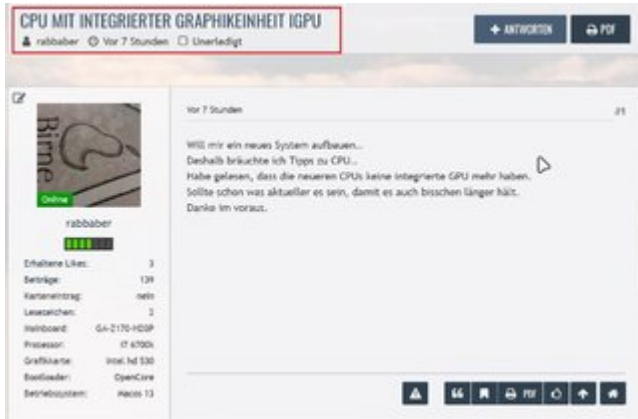 CPU MIT INTEGRIERTER GRAPHIKEINHEIT IGPU
rabbaber Vor 7 Stunden Unerledigt
+ ANTWORTEN
PDF
Vor 7 Stunden
#1
Will mir ein neues System aufbauen...
Deshalb bräuchte ich Tipps zu CPU...
Habe gelesen, dass die neueren CPUs keine integrierte GPU mehr haben.
Sollte schon was aktueller es sein, damit es auch bisschen länger hält.
Danke im voraus.
Birne
Online
rabbaber
Erhaltene Likes: 3
Beiträge: 139
Karteneintrag: nein
Lesezeichen: 2
Mainboard: GA-Z170-HD3P
Prozessor: i7 6700k
Grafikkarte: intel hd 530
Bootloader: OpenCore
Betriebssystem: macos 13
PDF